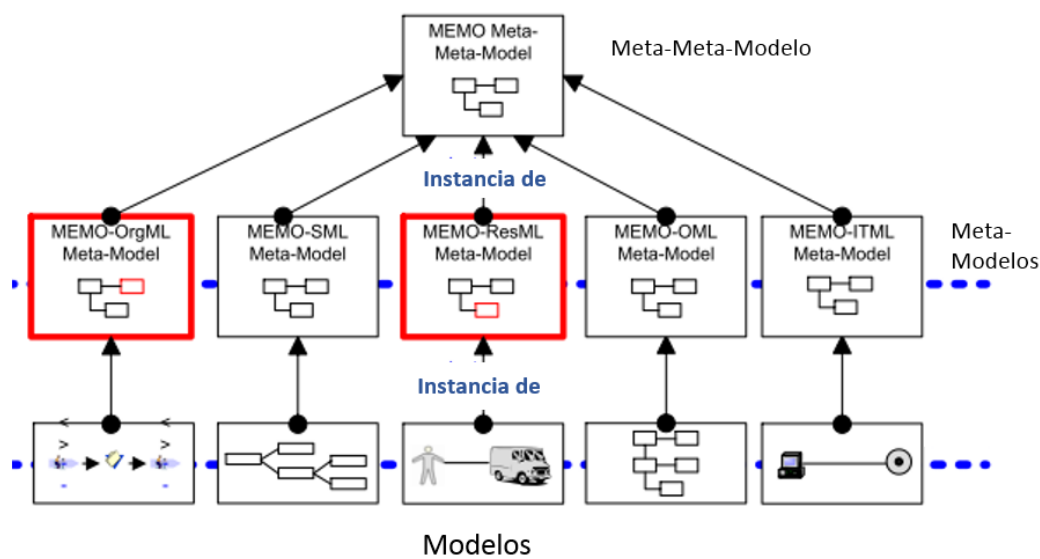 MEMO Meta-
Meta-Model
Meta-Meta-Modelo
Instancia de
MEMO-OrgML
Meta-Model
MEMO-SML
Meta-Model
MEMO-ResML
Meta-Model
MEMO-OML
Meta-Model
MEMO-ITML
Meta-Model
Meta-
Modelos
Instancia de
Modelos